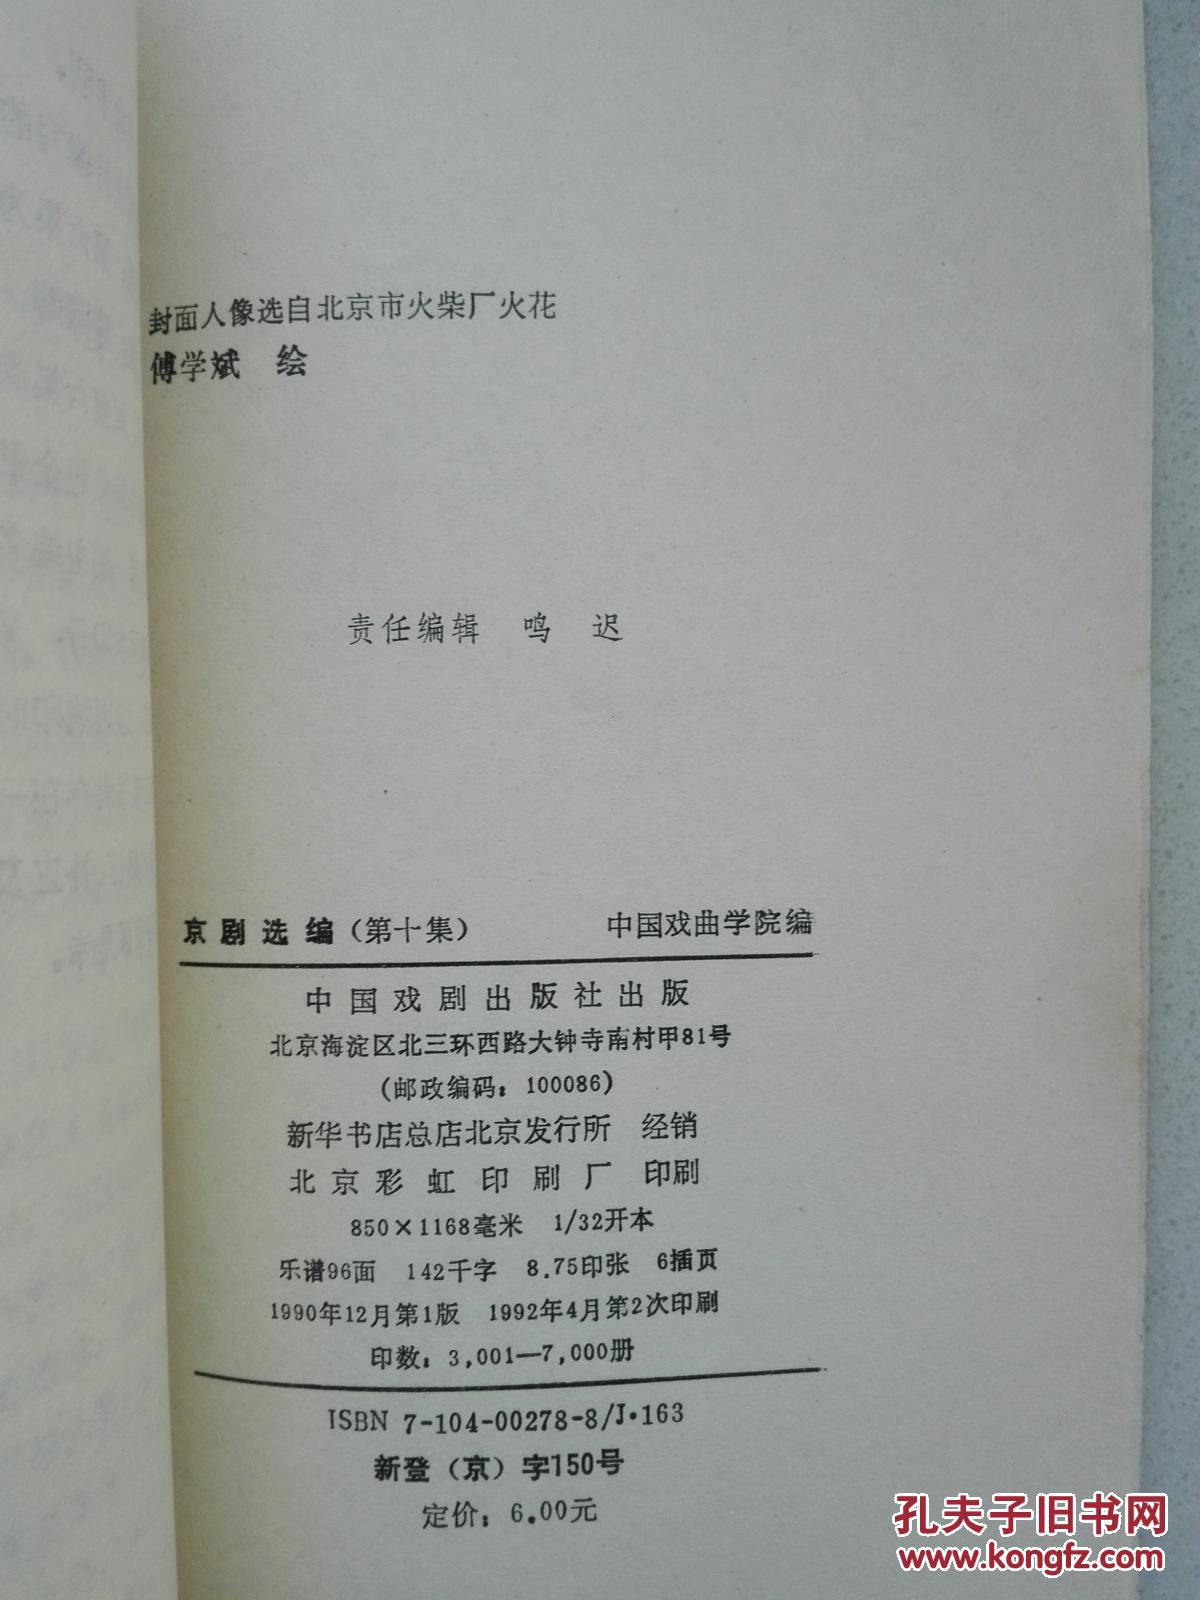 封面人像选自北京市火柴厂火花
傅学斌 绘
责任编辑 鸣 迟
京剧选编（第十集） 中国戏曲学院编
中国戏剧出版社出版
北京海淀区北三环西路大钟寺南村甲81号
(邮政编码：100086)
新华书店总店北京发行所 经销
北京彩虹印刷厂 印刷
850×1168毫米 1/32开本
乐谱96面 142千字 8.75印张 6插页
1990年12月第1版 1992年4月第2次印刷
印数：3,001—7,000册
ISBN 7-104-00278-8/J·163
新登（京）字150号
定价：6.00元
孔夫子旧书网
www.kongfz.com